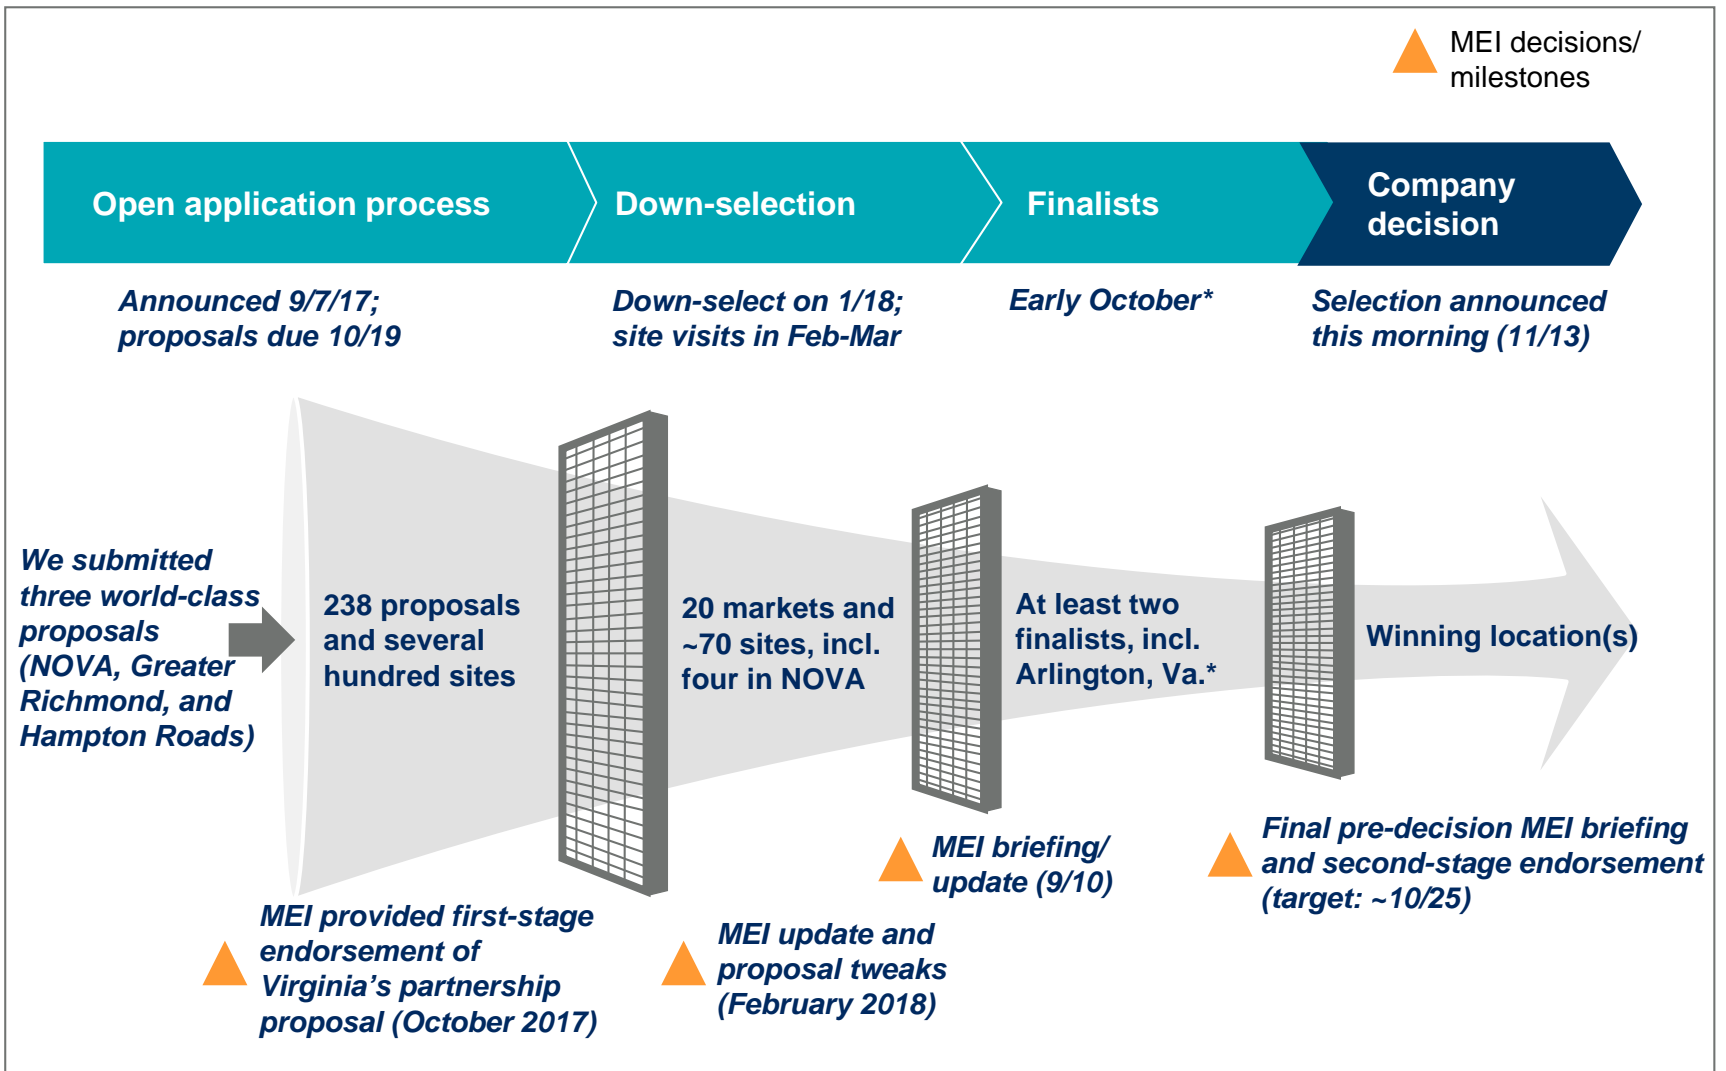 MEI decisions/
milestones
Open application process
Down-selection
Finalists
Company
decision
Announced 9/7/17;
proposals due 10/19
Down-select on 1/18;
site visits in Feb-Mar
Early October*
Selection announced
this morning (11/13)
We submitted
three world-class
proposals
(NOVA, Greater
Richmond, and
Hampton Roads)
238 proposals
and several
hundred sites
20 markets and
~70 sites, incl.
four in NOVA
At least two
finalists, incl.
Arlington, Va.*
Winning location(s)
MEI provided first-stage
endorsement of
Virginia’s partnership
proposal (October 2017)
MEI update and
proposal tweaks
(February 2018)
MEI briefing/
update (9/10)
Final pre-decision MEI briefing
and second-stage endorsement
(target: ~10/25)